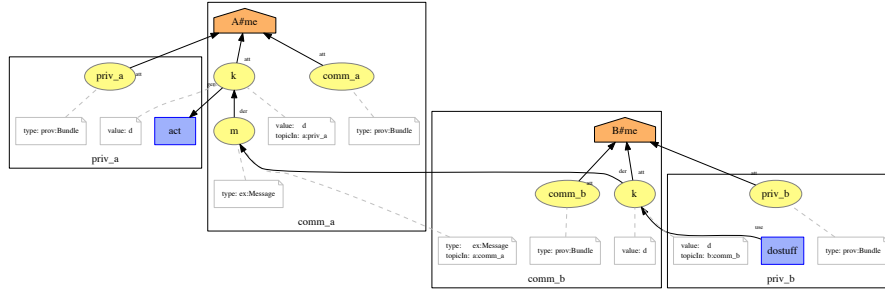 A#me
att
att
att
priv_a
k
comm_a
gen
type: prov:Bundle
value: d
act
m
der
value: d
topicIn: a:priv_a
type: prov:Bundle
priv_a
type: ex:Message
comm_a
B#me
att
att
att
der
comm_b
k
priv_b
use
type: ex:Message
topicIn: a:comm_a
type: prov:Bundle
value: d
value: d
topicIn: b:comm_b
dostuff
type: prov:Bundle
comm_b
priv_b